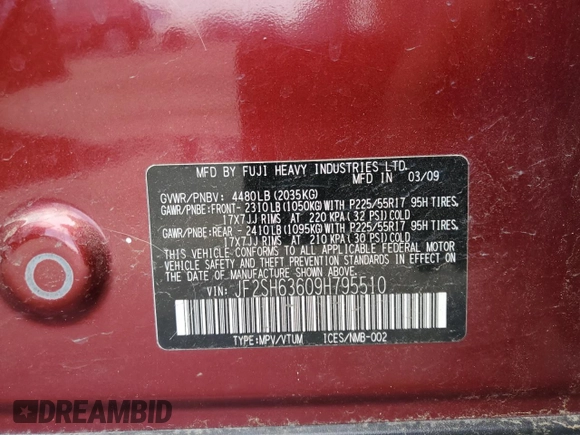 MFD BY FUJI HEAVY INDUSTRIES LTD.
MFD IN 03/09
GVWR/PNBV: 4480LB(2035KG)
GAWR/PNBE:FRONT-2310LB(1050KG)WITH P225/55R17 95H TIRES,
17X7JJ RIMS AT 220 KPA(32 PSI)COLD
GAWR/PNBE:REAR -2410LB(1095KG)WITH P225/55R17 95H TIRES,
17X7JJ RIMS AT 210 KPA(30 PSI)COLD
THIS VEHICLE CONFORMS TO ALL APPLICABLE FEDERAL MOTOR
VEHICLE SAFETY AND THEFT PREVENTION STANDARDS IN
EFFECT ON THE DATE OF MANUFACTURE SHOWN ABOVE.
VIN: JF2SH63609H795510
TYPE:MPV/VTUM ICES/NMB-002
DREAMBID